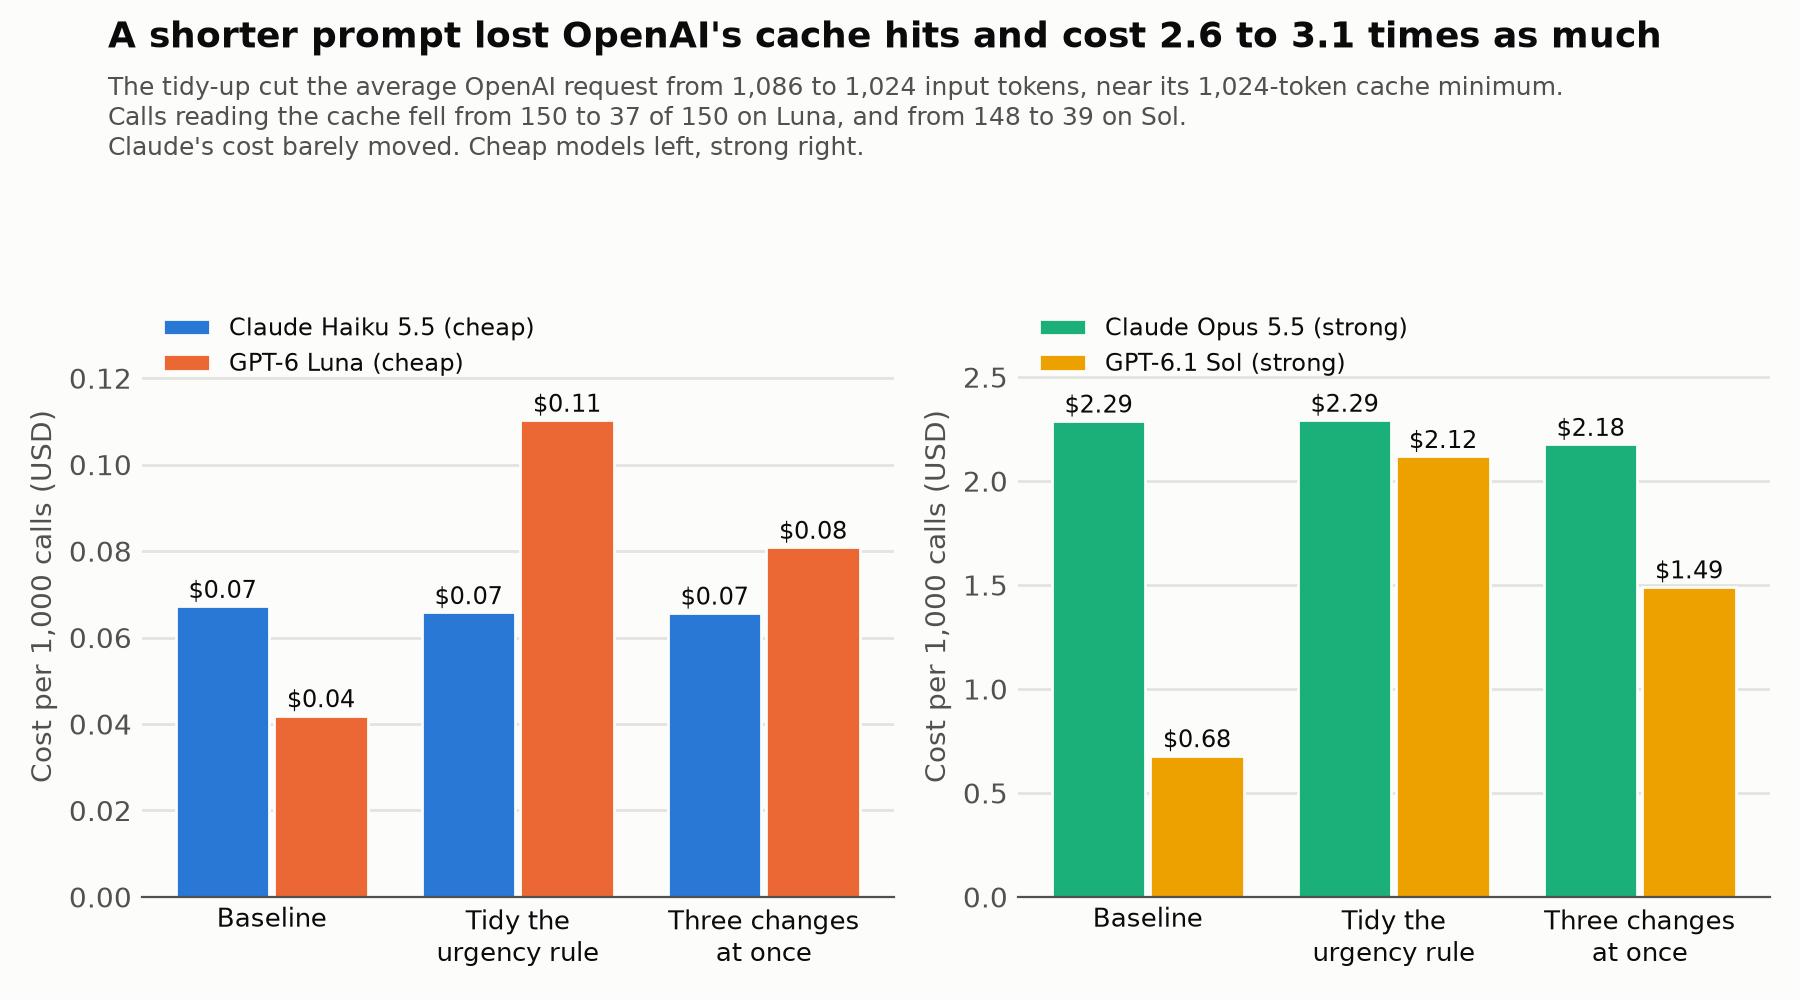 A shorter prompt lost OpenAI's cache hits and cost 2.6 to 3.1 times as much
The tidy-up cut the average OpenAI request from 1,086 to 1,024 input tokens, near its 1,024-token cache minimum.
Calls reading the cache fell from 150 to 37 of 150 on Luna, and from 148 to 39 on Sol.
Claude's cost barely moved. Cheap models left, strong right.
Claude Haiku 5.5 (cheap)
GPT-6 Luna (cheap)
Cost per 1,000 calls (USD)
0.12
0.10
0.08
0.06
0.04
0.02
0.00
$0.07
$0.04
$0.07
$0.11
$0.07
$0.08
Baseline
Tidy the
urgency rule
Three changes
at once
Claude Opus 5.5 (strong)
GPT-6.1 Sol (strong)
Cost per 1,000 calls (USD)
2.5
2.0
1.5
1.0
0.5
0.0
$2.29
$0.68
$2.29
$2.12
$2.18
$1.49
Baseline
Tidy the
urgency rule
Three changes
at once